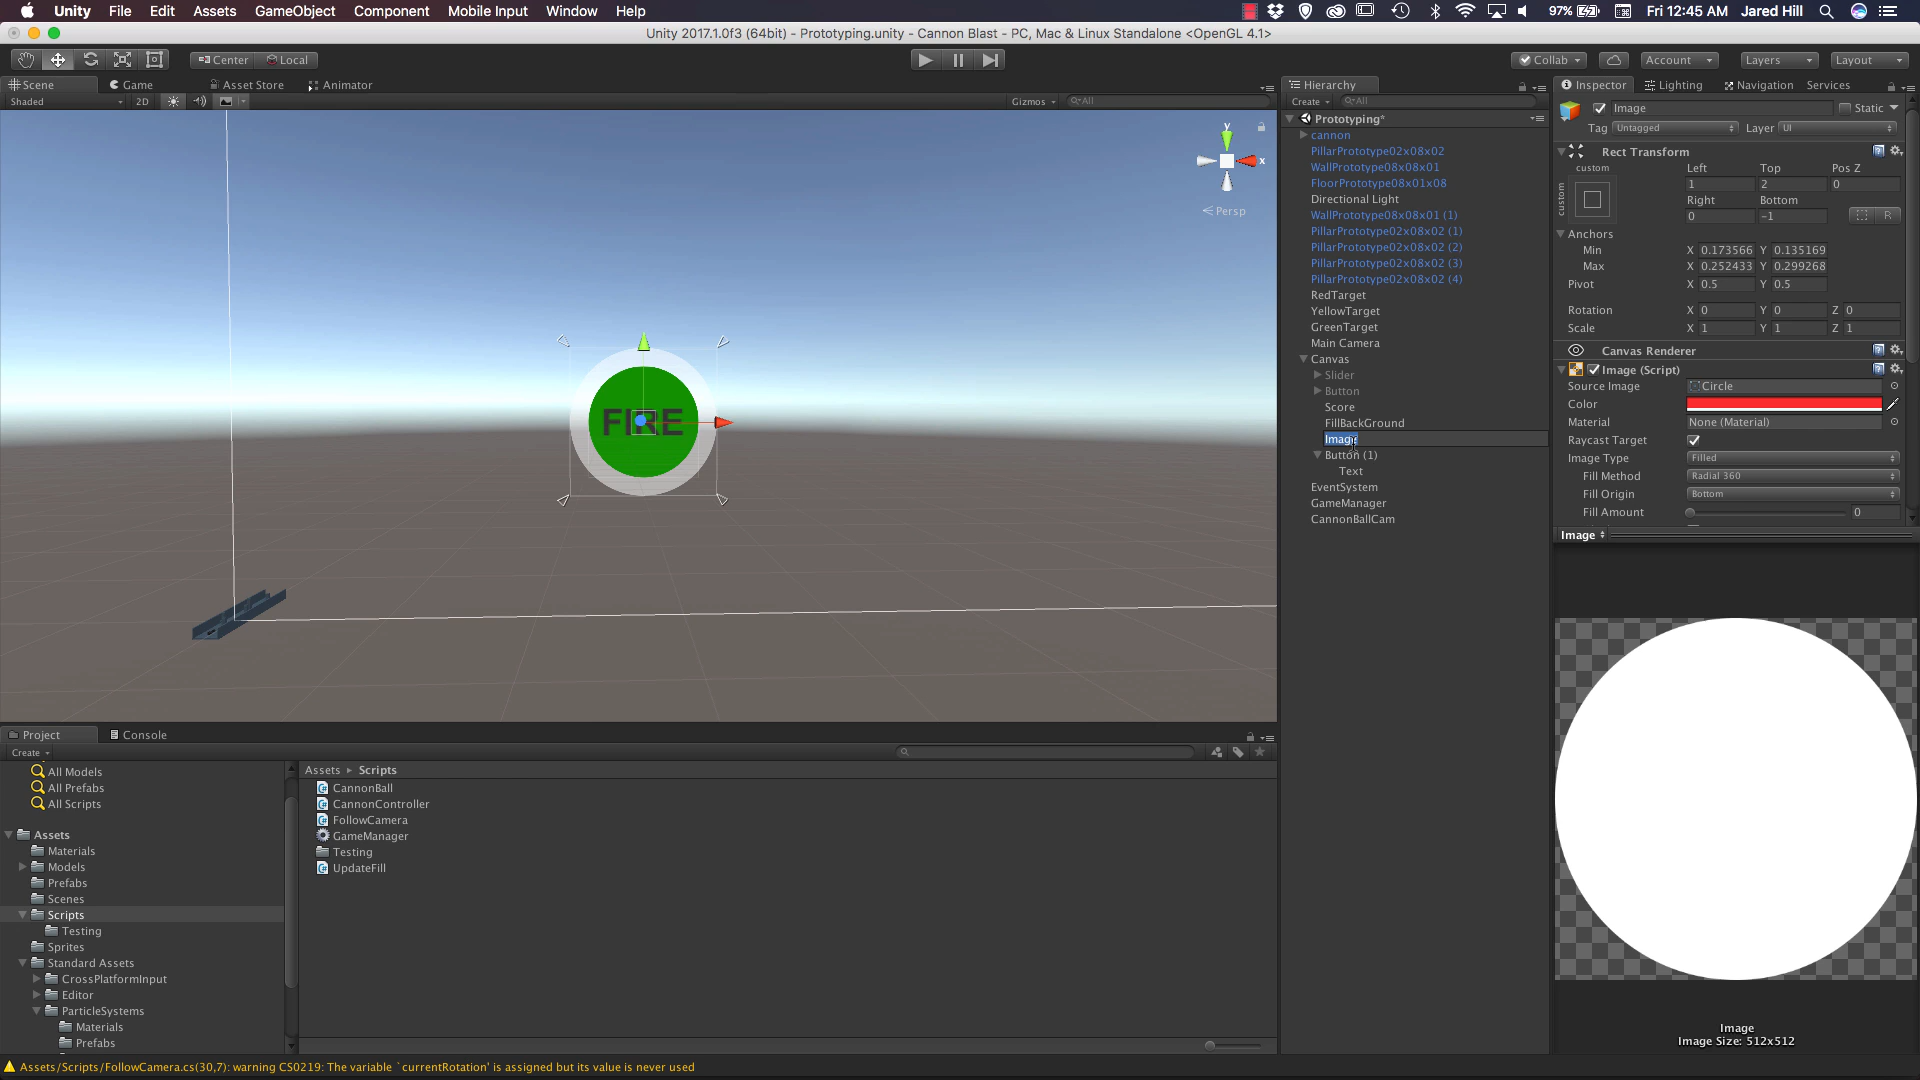 Unity File Edit Assets GameObject Component Mobile Input Window Help 97% Fri 12:45 AM Jared Hill
Unity 2017.1.0f3 (64bit) - Prototyping.unity - Cannon Blast - PC, Mac & Linux Standalone <OpenGL 4.1>
Center Local Collab Account Layers Layout
Scene Game Asset Store Animator
Shaded 2D Gizmos All
y
x
Persp
FIRE
Hierarchy
Create All
Prototyping*
cannon
PillarPrototype02x08x02
WallPrototype08x08x01
FloorPrototype08x01x08
Directional Light
WallPrototype08x08x01 (1)
PillarPrototype02x08x02 (1)
PillarPrototype02x08x02 (2)
PillarPrototype02x08x02 (3)
PillarPrototype02x08x02 (4)
RedTarget
YellowTarget
GreenTarget
Main Camera
Canvas
Slider
Button
Score
FillBackGround
Image
Button (1)
Text
EventSystem
GameManager
CannonBallCam
Inspector Lighting Navigation Services
Image Static
Tag Untagged Layer UI
Rect Transform
custom Left Top Pos Z
custom 1 2 0
Right Bottom
0 -1 R
Anchors
Min X 0.173566 Y 0.135169
Max X 0.252433 Y 0.299268
Pivot X 0.5 Y 0.5
Rotation X 0 Y 0 Z 0
Scale X 1 Y 1 Z 1
Canvas Renderer
Image (Script)
Source Image Circle
Color
Material None (Material)
Raycast Target
Image Type Filled
Fill Method Radial 360
Fill Origin Bottom
Fill Amount 0
Image
Image
Image Size: 512x512
Project Console
Create
All Models
All Prefabs
All Scripts
Assets
Materials
Models
Prefabs
Scenes
Scripts
Testing
Sprites
Standard Assets
CrossPlatformInput
Editor
ParticleSystems
Materials
Prefabs
Assets Scripts
CannonBall
CannonController
FollowCamera
GameManager
Testing
UpdateFill
Assets/Scripts/FollowCamera.cs(30,7): warning CS0219: The variable `currentRotation' is assigned but its value is never used